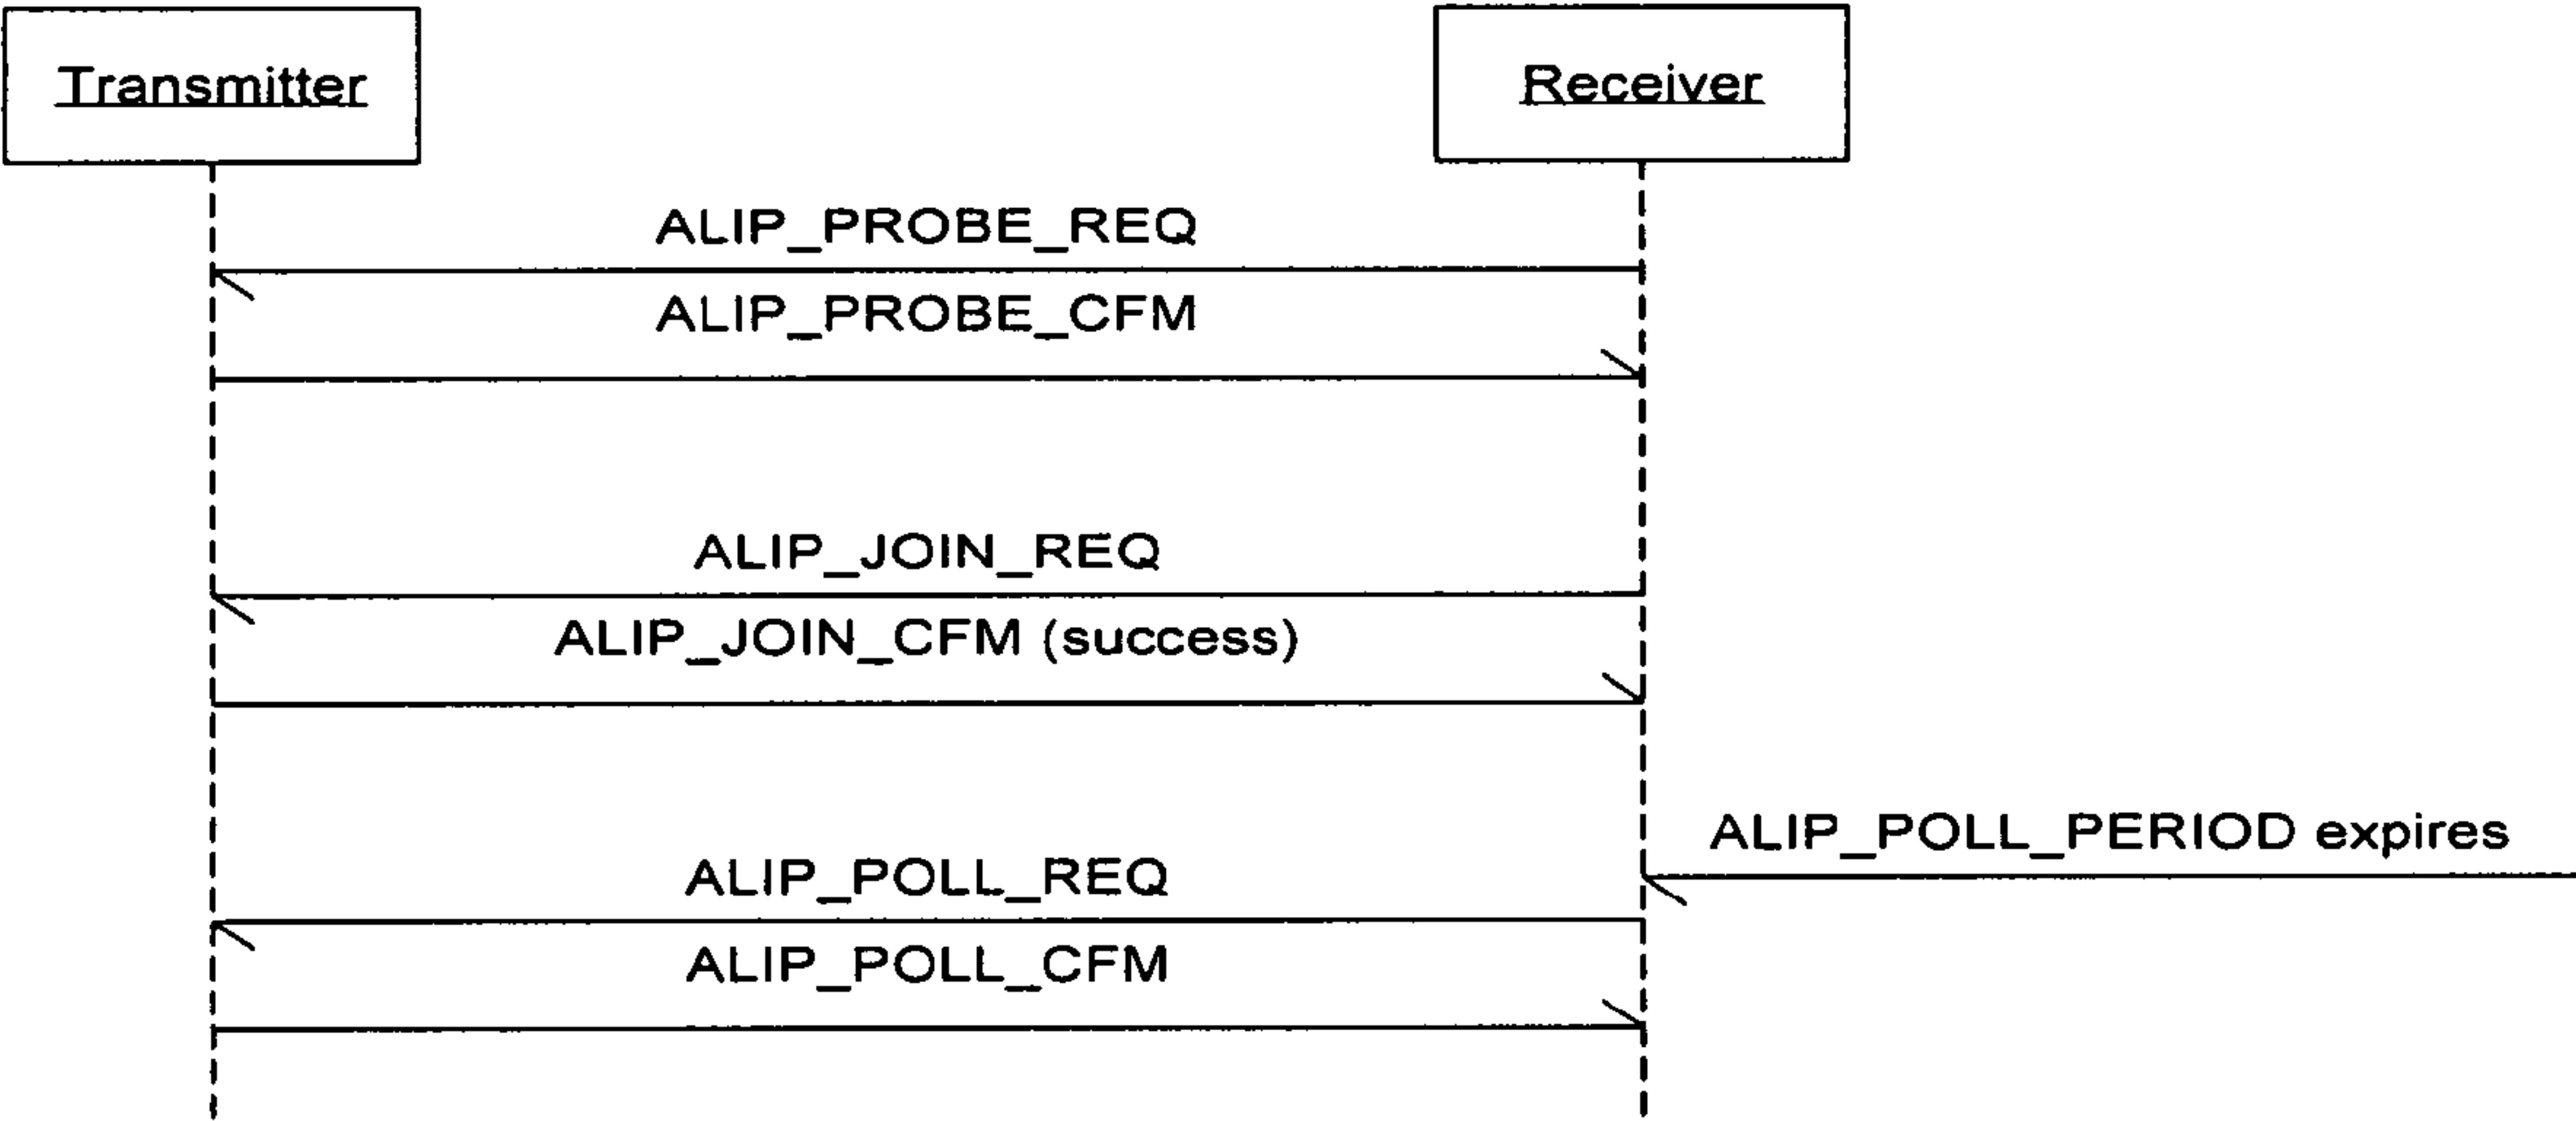 Transmitter
Receiver
ALIP_PROBE_REQ
ALIP_PROBE_CFM
ALIP_JOIN_REQ
ALIP_JOIN_CFM (success)
ALIP_POLL_PERIOD expires
ALIP_POLL_REQ
ALIP_POLL_CFM